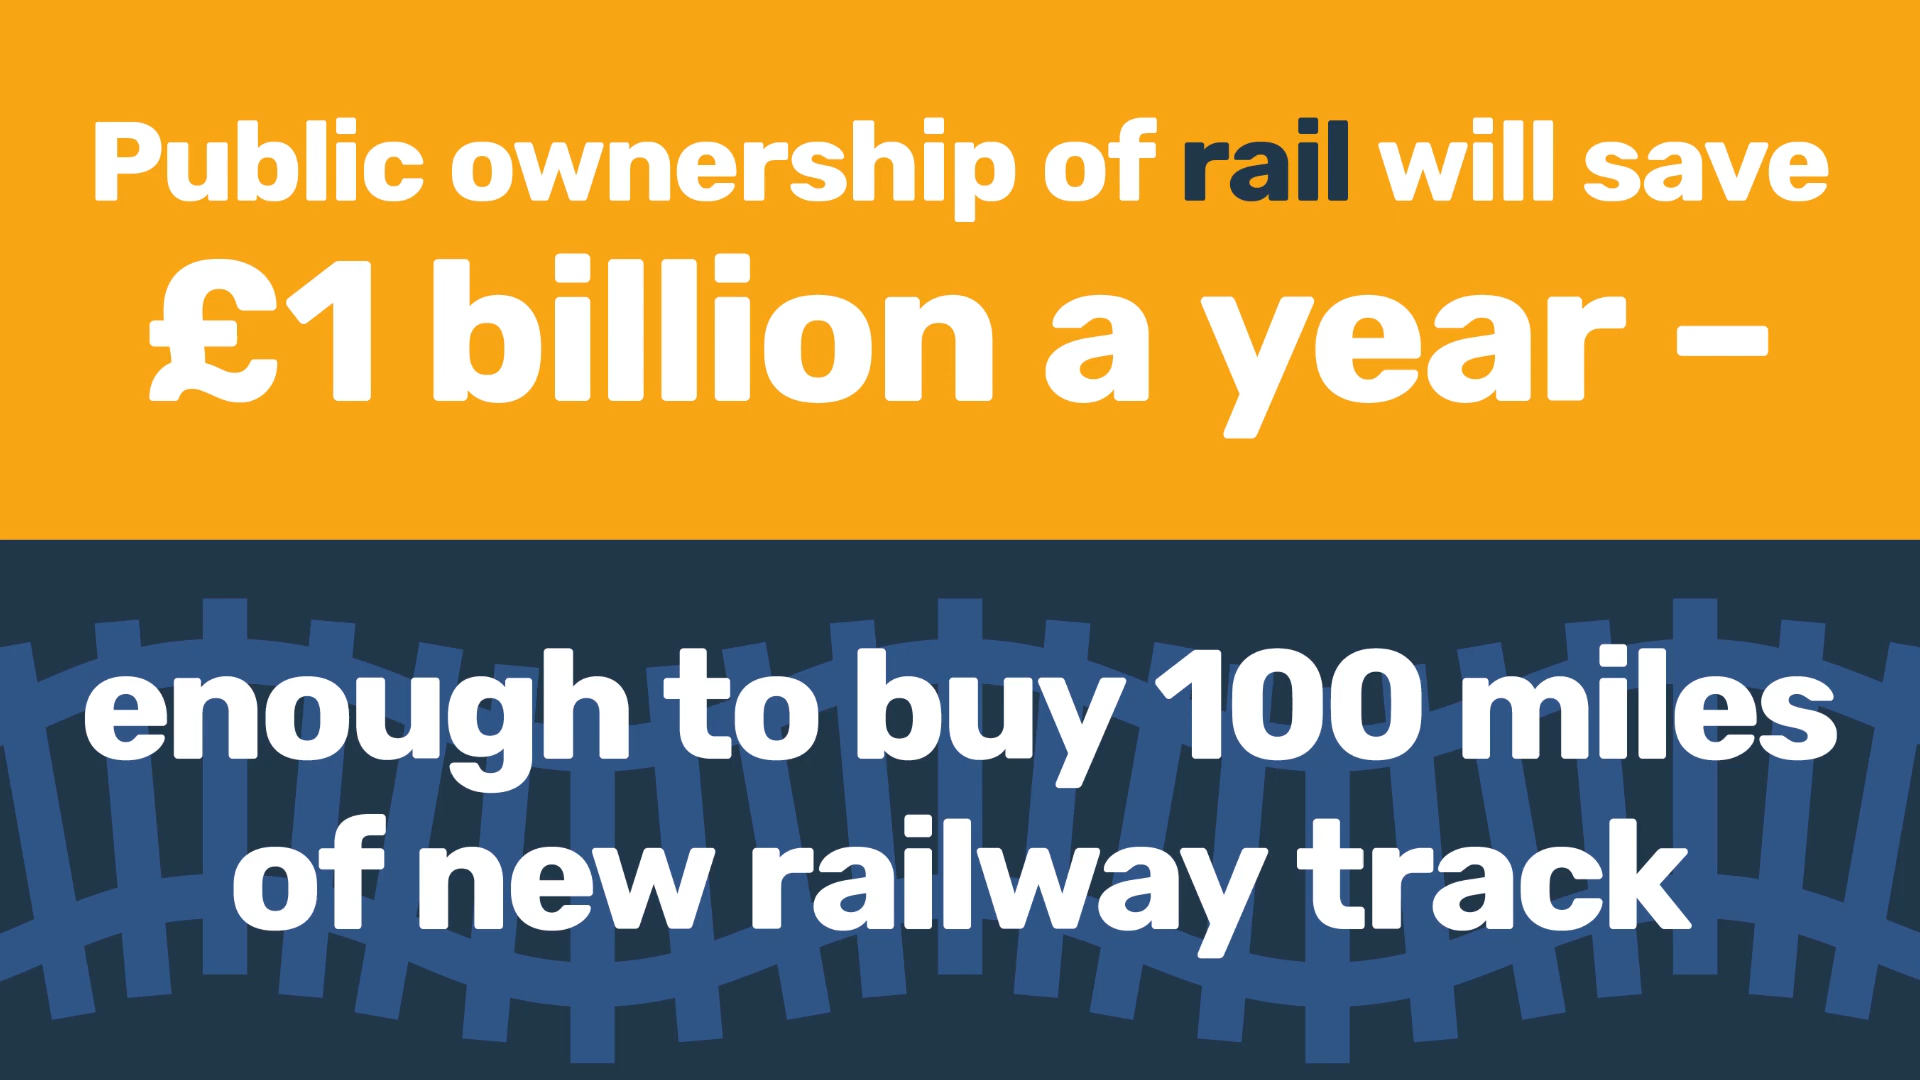 Public ownership of rail will save
£1 billion a year –
enough to buy 100 miles
of new railway track